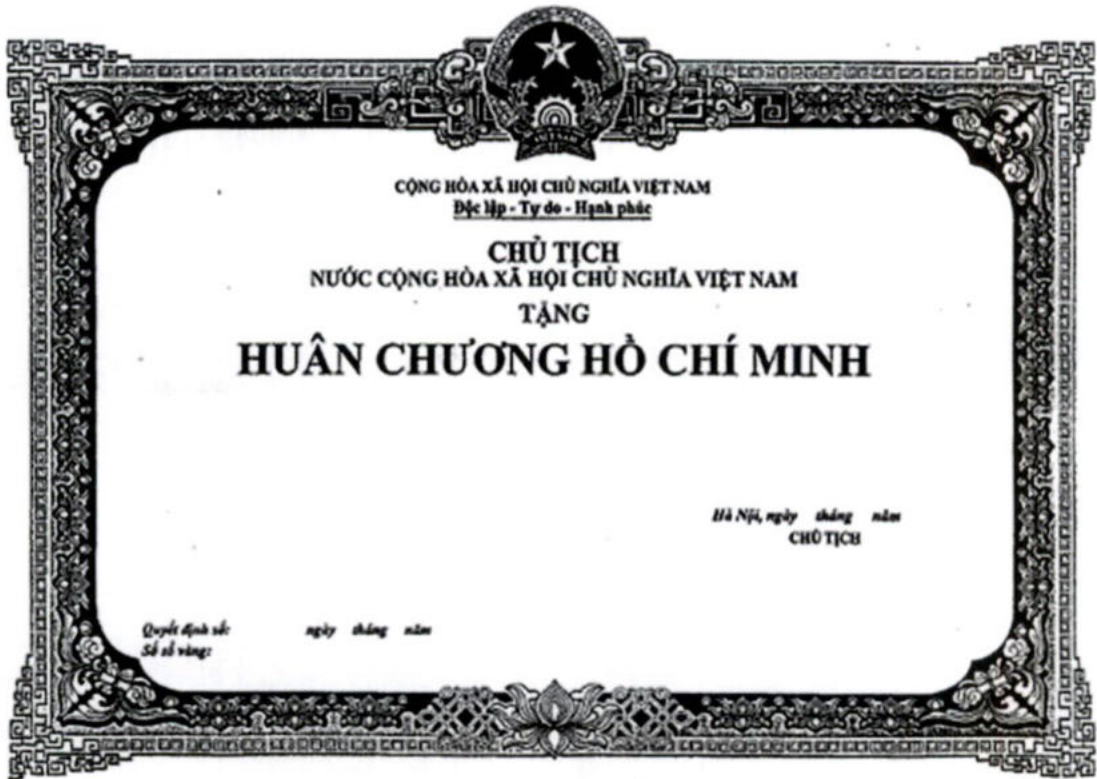 CỘNG HÒA XÃ HỘI CHỦ NGHĨA VIỆT NAM
Độc lập - Tự do - Hạnh phúc
CHỦ TỊCH
NƯỚC CỘNG HÒA XÃ HỘI CHỦ NGHĨA VIỆT NAM
TẶNG
HUÂN CHƯƠNG HỒ CHÍ MINH
Hà Nội, ngày tháng năm
CHỦ TỊCH
Quyết định số: ngày tháng năm
Số sổ vàng: